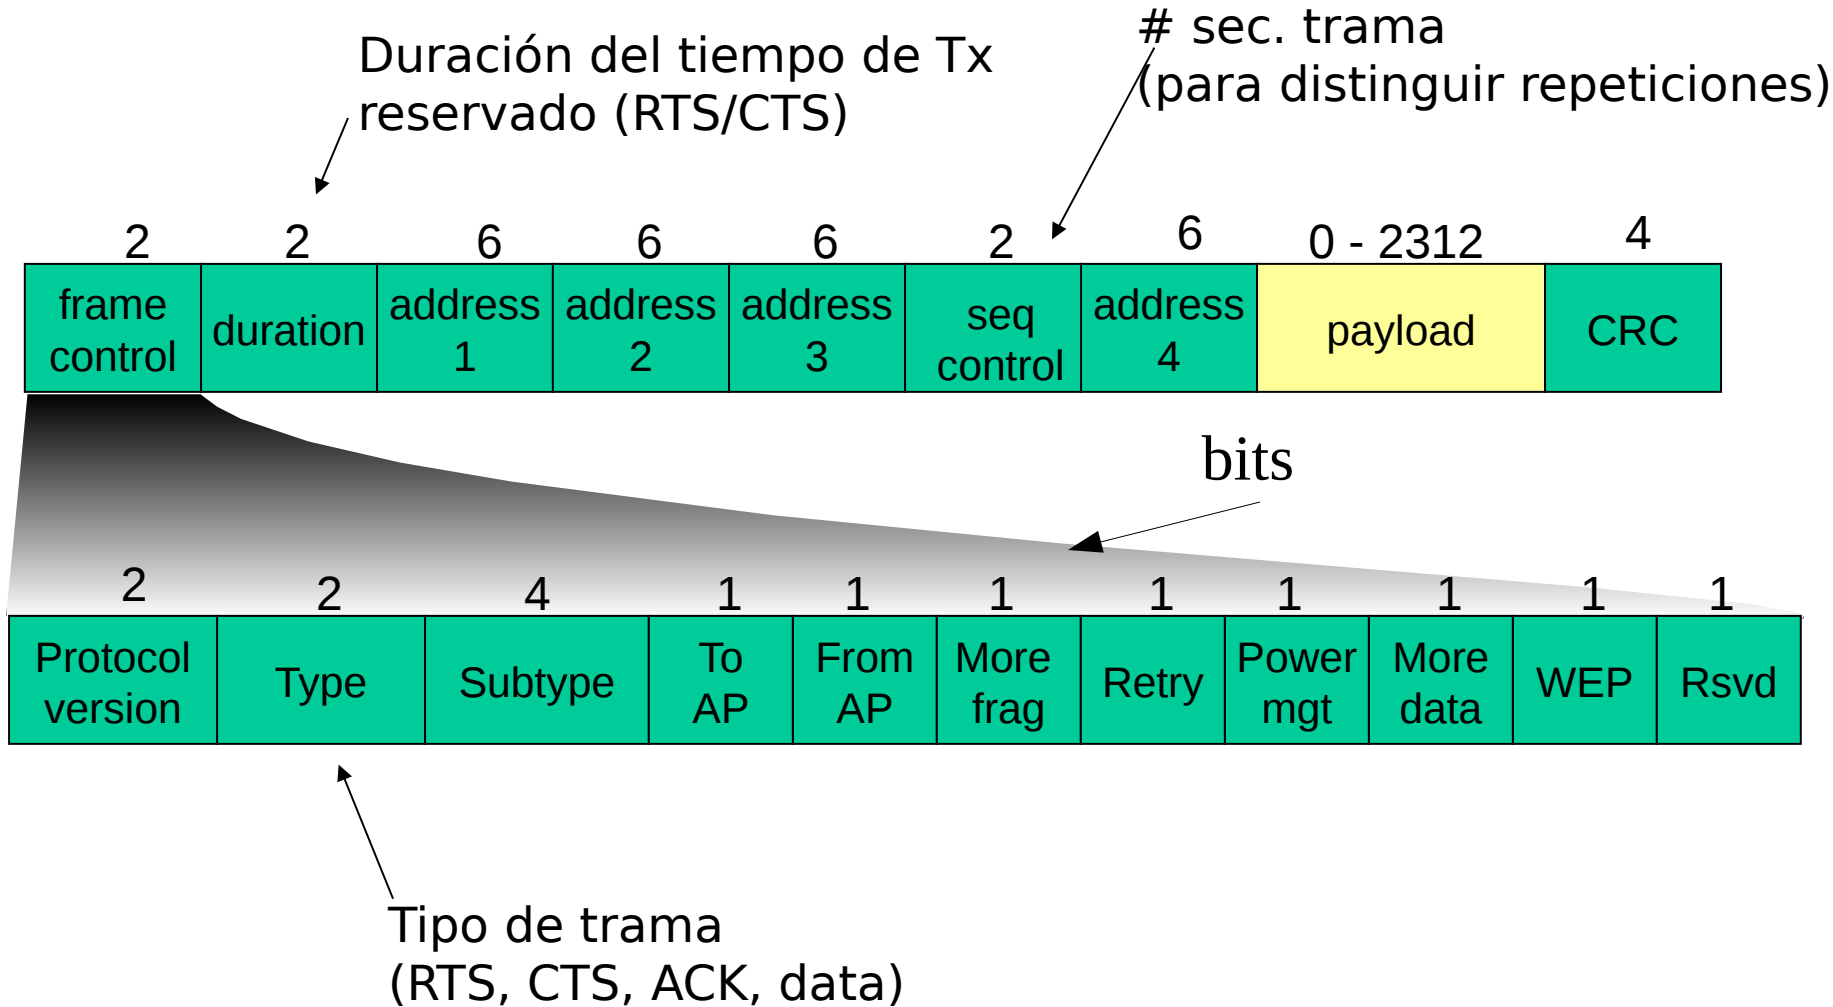 Duración del tiempo de Tx
reservado (RTS/CTS)
# sec. trama
(para distinguir repeticiones)
2 2 6 6 6 2 6 0 - 2312 4
frame control
duration
address 1
address 2
address 3
seq control
address 4
payload
CRC
bits
2 2 4 1 1 1 1 1 1 1 1
Protocol version
Type
Subtype
To AP
From AP
More frag
Retry
Power mgt
More data
WEP
Rsvd
Tipo de trama
(RTS, CTS, ACK, data)